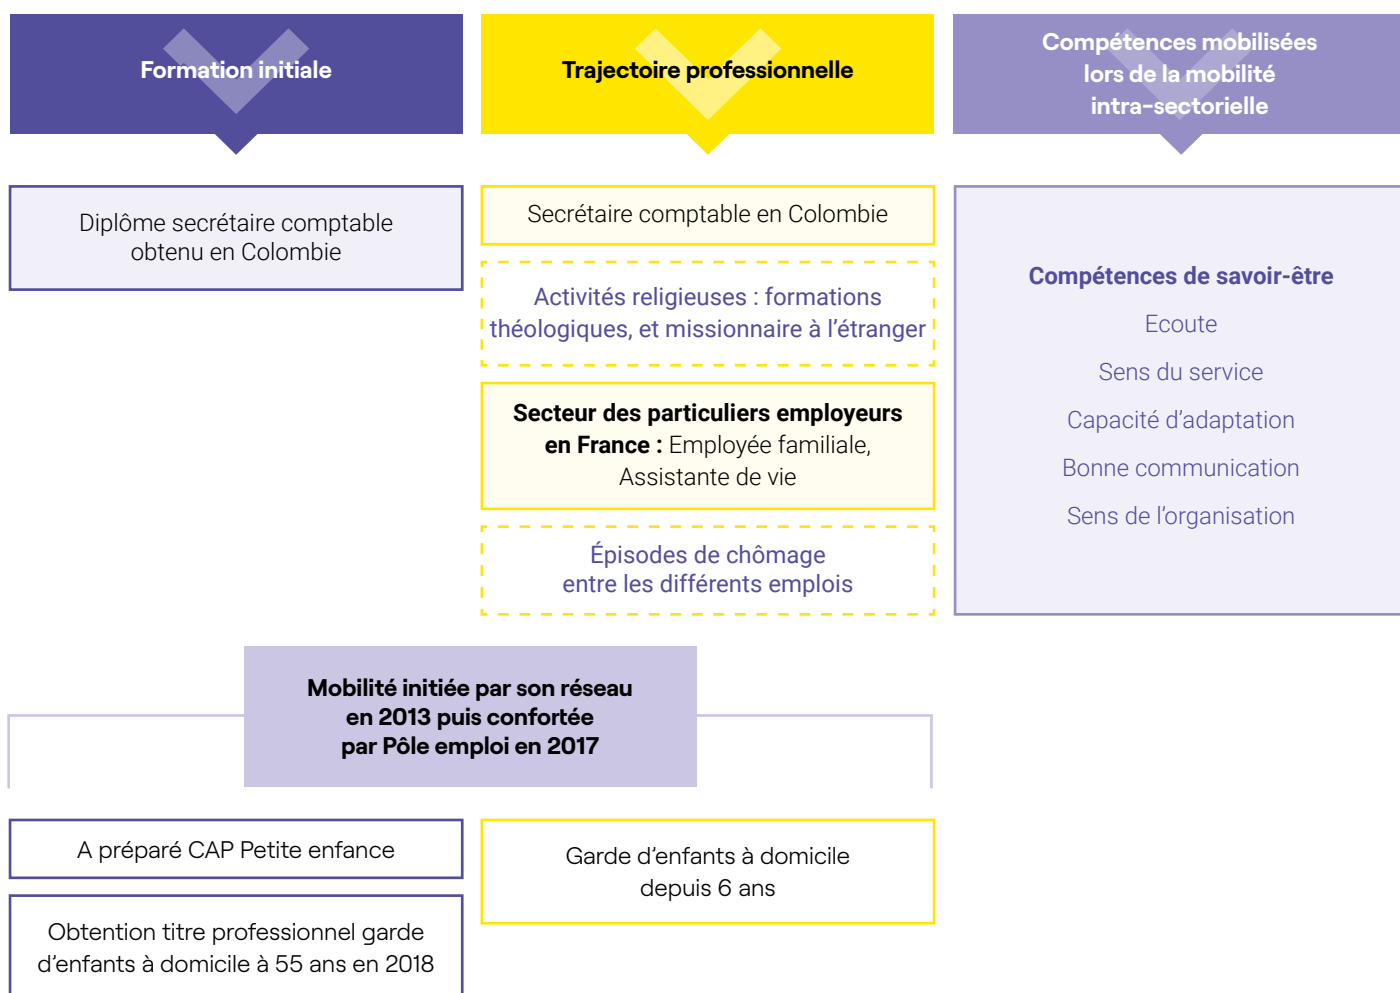 Formation initiale
Trajectoire professionnelle
Compétences mobilisées
lors de la mobilité
intra-sectorielle
Diplôme secrétaire comptable
obtenu en Colombie
Secrétaire comptable en Colombie
Activités religieuses : formations
théologiques, et missionnaire à l’étranger
Secteur des particuliers employeurs
en France : Employée familiale,
Assistante de vie
Épisodes de chômage
entre les différents emplois
Compétences de savoir-être
Ecoute
Sens du service
Capacité d’adaptation
Bonne communication
Sens de l’organisation
Mobilité initiée par son réseau
en 2013 puis confortée
par Pôle emploi en 2017
A préparé CAP Petite enfance
Obtention titre professionnel garde
d’enfants à domicile à 55 ans en 2018
Garde d’enfants à domicile
depuis 6 ans